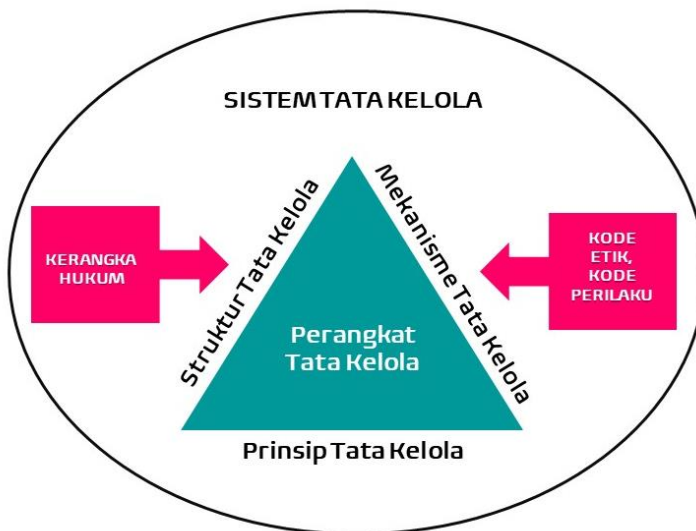 SISTEM TATA KELOLA
Struktur Tata Kelola
Mekanisme Tata Kelola
KERANGKA
HUKUM
KODE
ETIK,
KODE
PERILAKU
Perangkat
Tata Kelola
Prinsip Tata Kelola